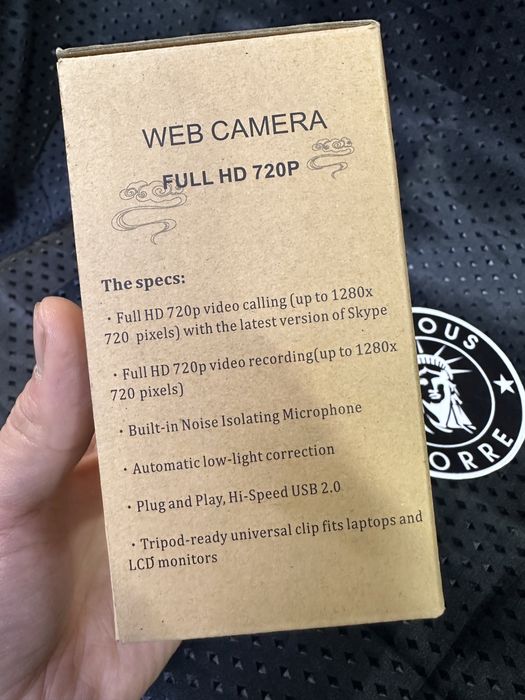 WEB CAMERA
FULL HD 720P
The specs:
· Full HD 720p video calling (up to 1280x
720 pixels) with the latest version of Skype
· Full HD 720p video recording(up to 1280x
720 pixels)
· Built-in Noise Isolating Microphone
· Automatic low-light correction
· Plug and Play, Hi-Speed USB 2.0
· Tripod-ready universal clip fits laptops and
LCD monitors
OUS
ORRE